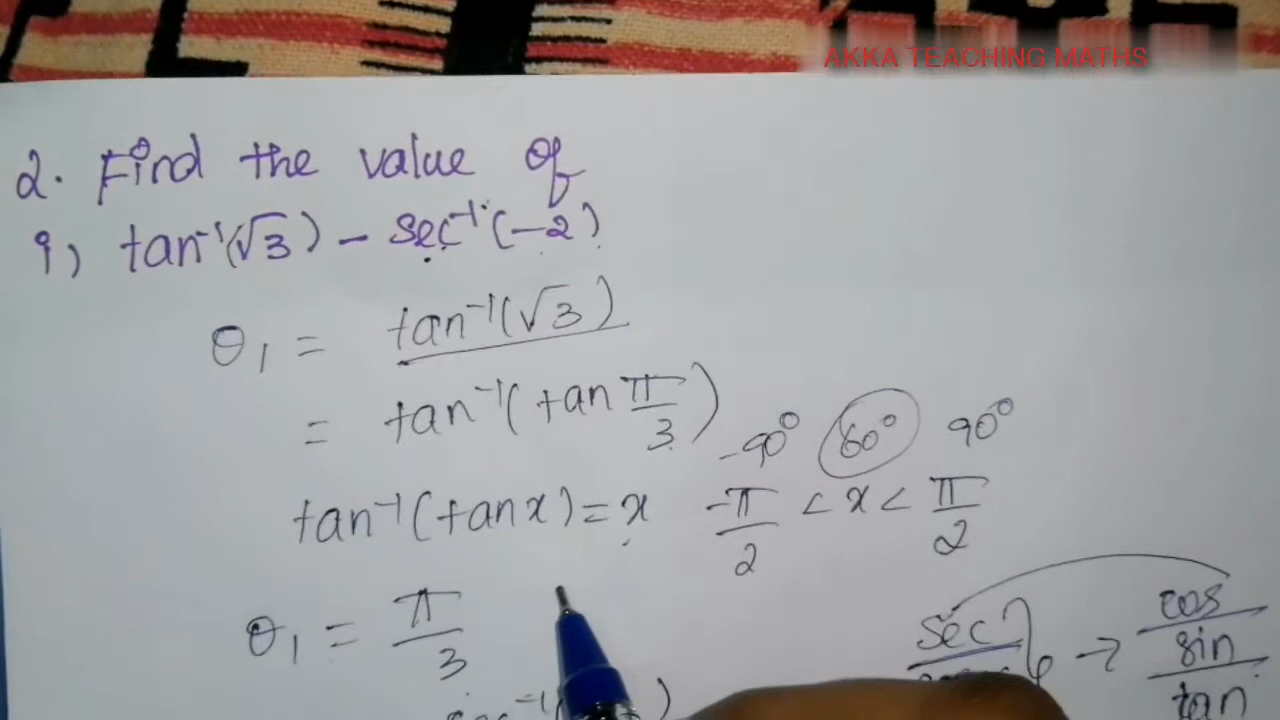 AKKA TEACHING MATHS
2. Find the value of
i) tan⁻¹(√3) – sec⁻¹(–2)
θ₁ = tan⁻¹(√3)
= tan⁻¹(tan π/3)
-90° 60° 90°
tan⁻¹(tan x) = x -π/2 < x < π/2
θ₁ = π/3
sec → cos
sin
tan